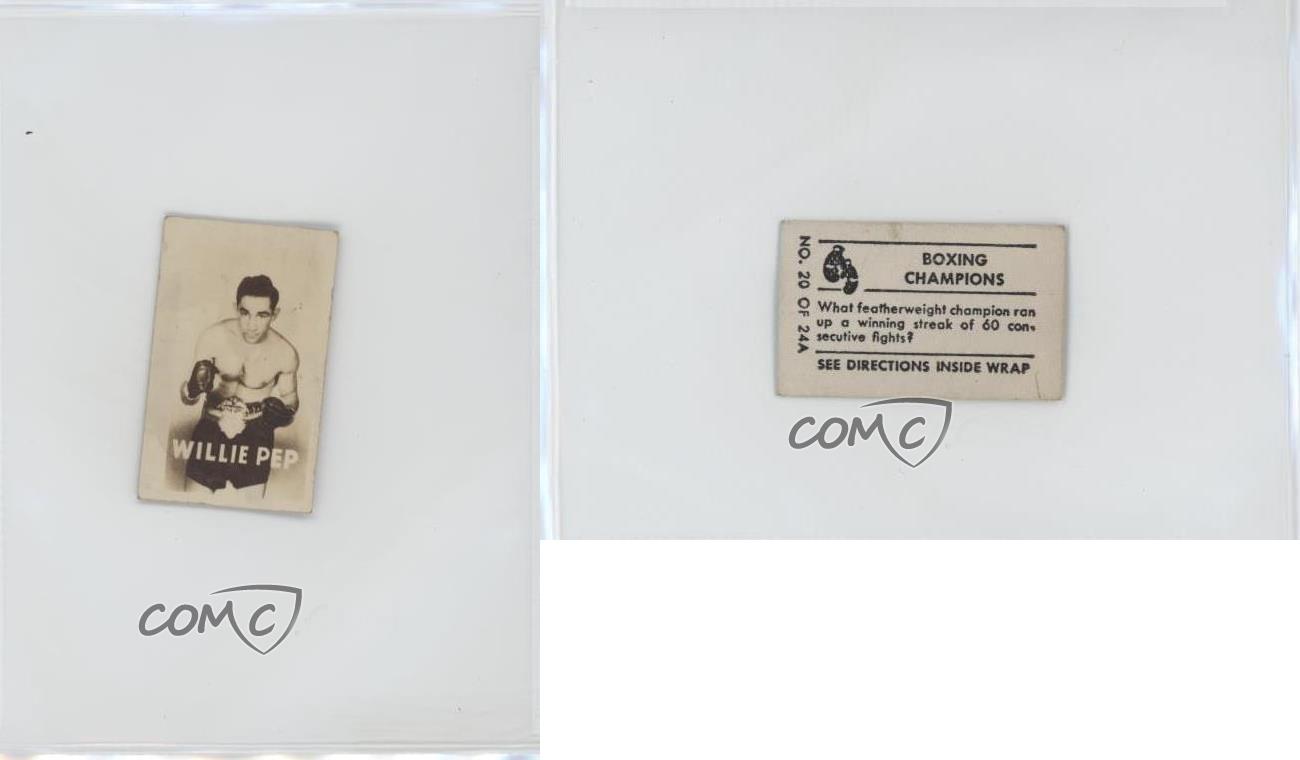 WILLIE PEP
COMC
NO. 20 OF 24A
BOXING
CHAMPIONS
What featherweight champion ran
up a winning streak of 60 con-
secutive fights?
SEE DIRECTIONS INSIDE WRAP
COMC